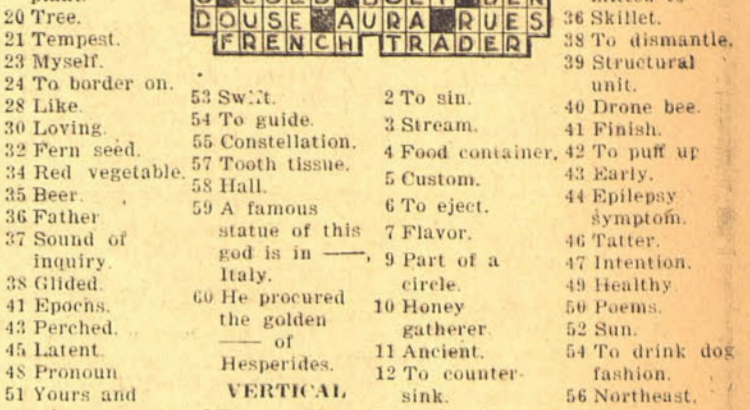 plant.
20 Tree.
21 Tempest.
23 Myself.
24 To border on.
28 Like.
30 Loving.
32 Fern seed.
34 Red vegetable.
35 Beer.
36 Father
37 Sound of
inquiry.
38 Glided.
41 Epochs.
43 Perched.
45 Latent.
48 Pronoun
51 Yours and
DOUSE AURA RUES
FRENCH TRADER
53 Swift.
54 To guide.
55 Constellation.
57 Tooth tissue.
58 Hall.
59 A famous
statue of this
god is in ——,
Italy.
60 He procured
the golden
—— of
Hesperides.
VERTICAL
2 To sin.
3 Stream.
4 Food container.
5 Custom.
6 To eject.
7 Flavor.
9 Part of a
circle.
10 Honey
gatherer.
11 Ancient.
12 To counter-
sink.
36 Skillet.
38 To dismantle.
39 Structural
unit.
40 Drone bee.
41 Finish.
42 To puff up
43 Early.
44 Epilepsy
symptom.
46 Tatter.
47 Intention.
49 Healthy.
50 Poems.
52 Sun.
54 To drink dog
fashion.
56 Northeast.